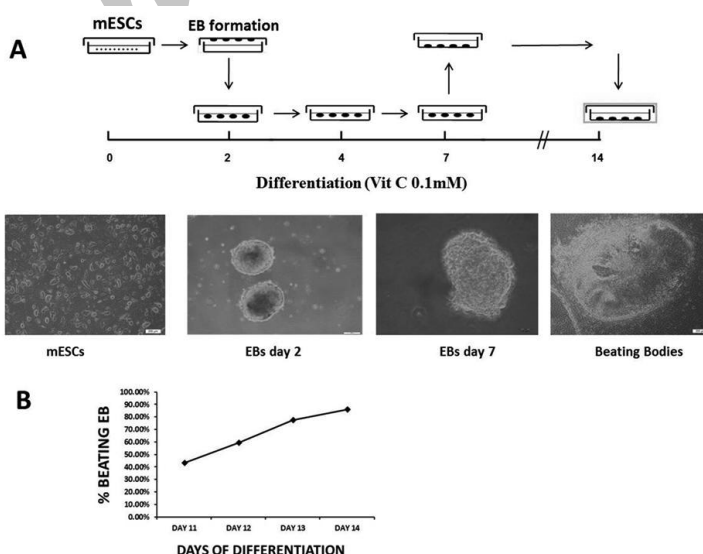 mESCs
EB formation
A
0 2 4 7 14
Differentiation (Vit C 0.1mM)
mESCs
EBs day 2
EBs day 7
Beating Bodies
B
% BEATING EB
100.00%
90.00%
80.00%
70.00%
60.00%
50.00%
40.00%
30.00%
20.00%
10.00%
0.00%
DAY 11 DAY 12 DAY 13 DAY 14
DAYS OF DIFFERENTIATION